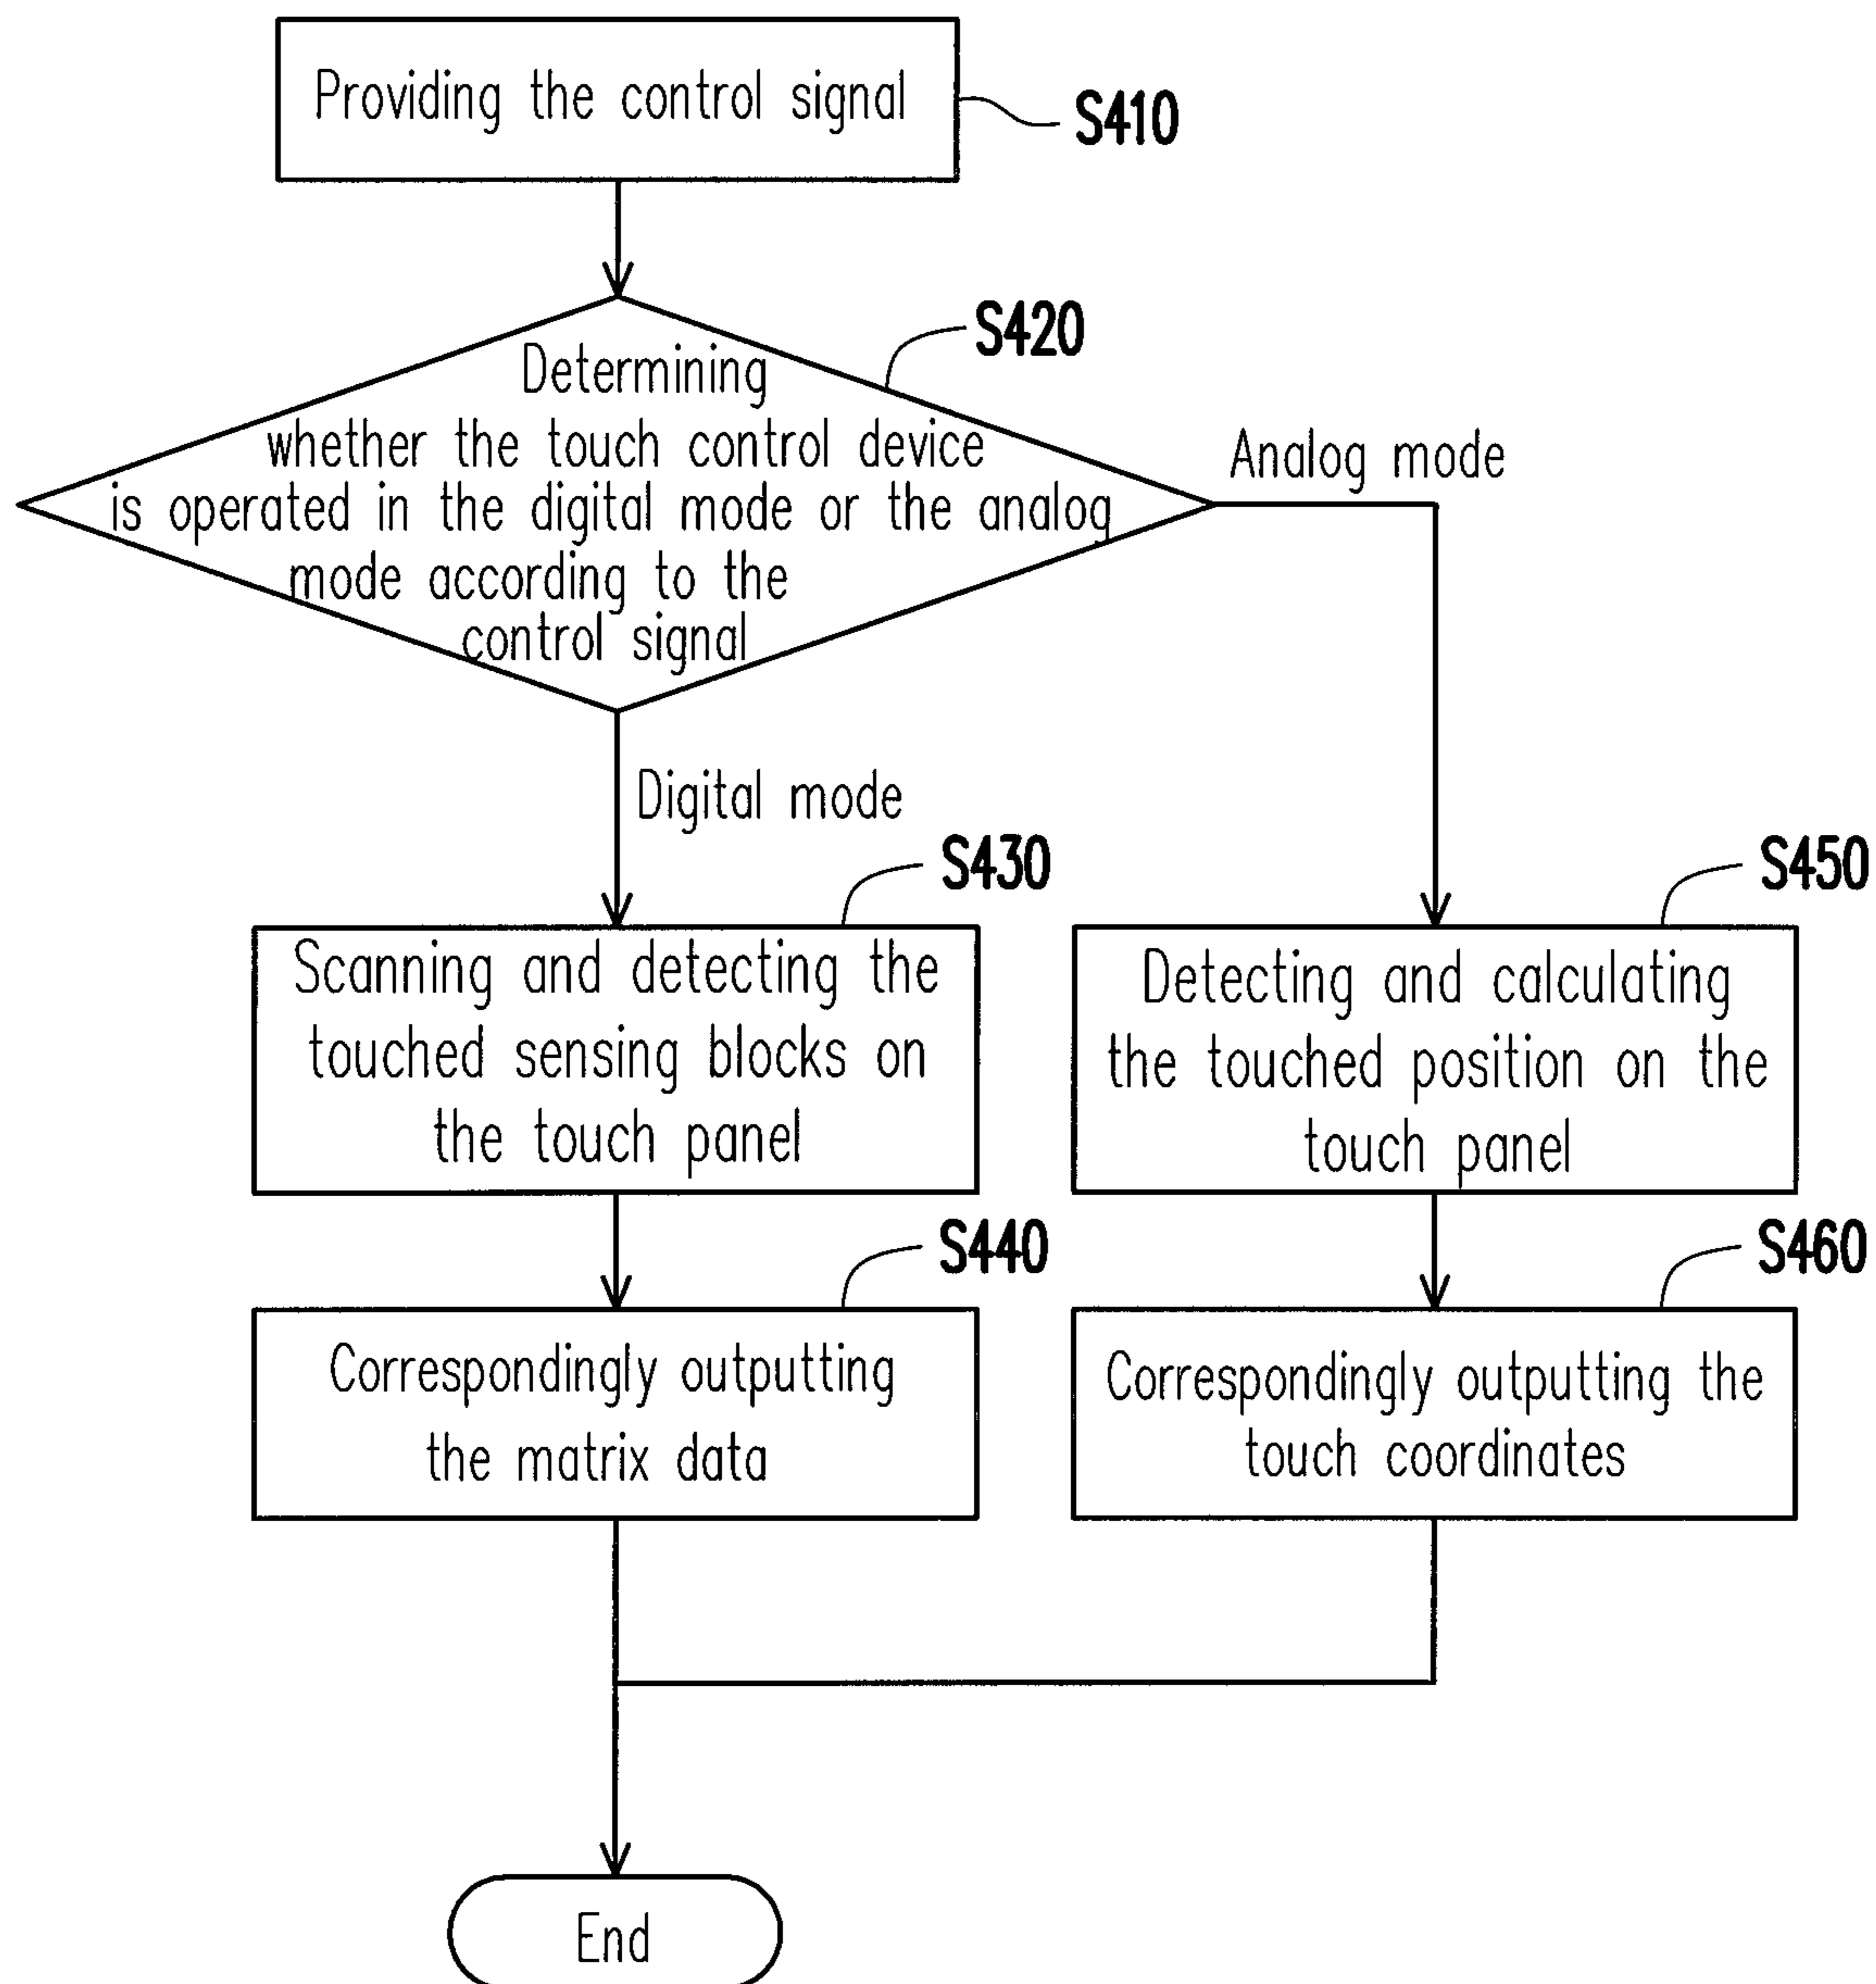 Providing the control signal
S410
S420
Determining
whether the touch control device
is operated in the digital mode or the analog
mode according to the
control signal
Analog mode
Digital mode
S430
Scanning and detecting the
touched sensing blocks on
the touch panel
S450
Detecting and calculating
the touched position on the
touch panel
S440
Correspondingly outputting
the matrix data
S460
Correspondingly outputting the
touch coordinates
End